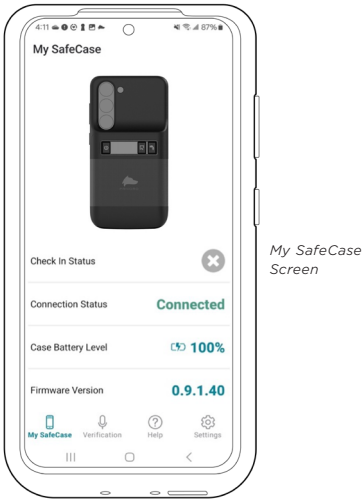 4:11 87%
My SafeCase
Check In Status
Connection Status Connected
Case Battery Level 100%
Firmware Version 0.9.1.40
My SafeCase Verification Help Settings
My SafeCase
Screen